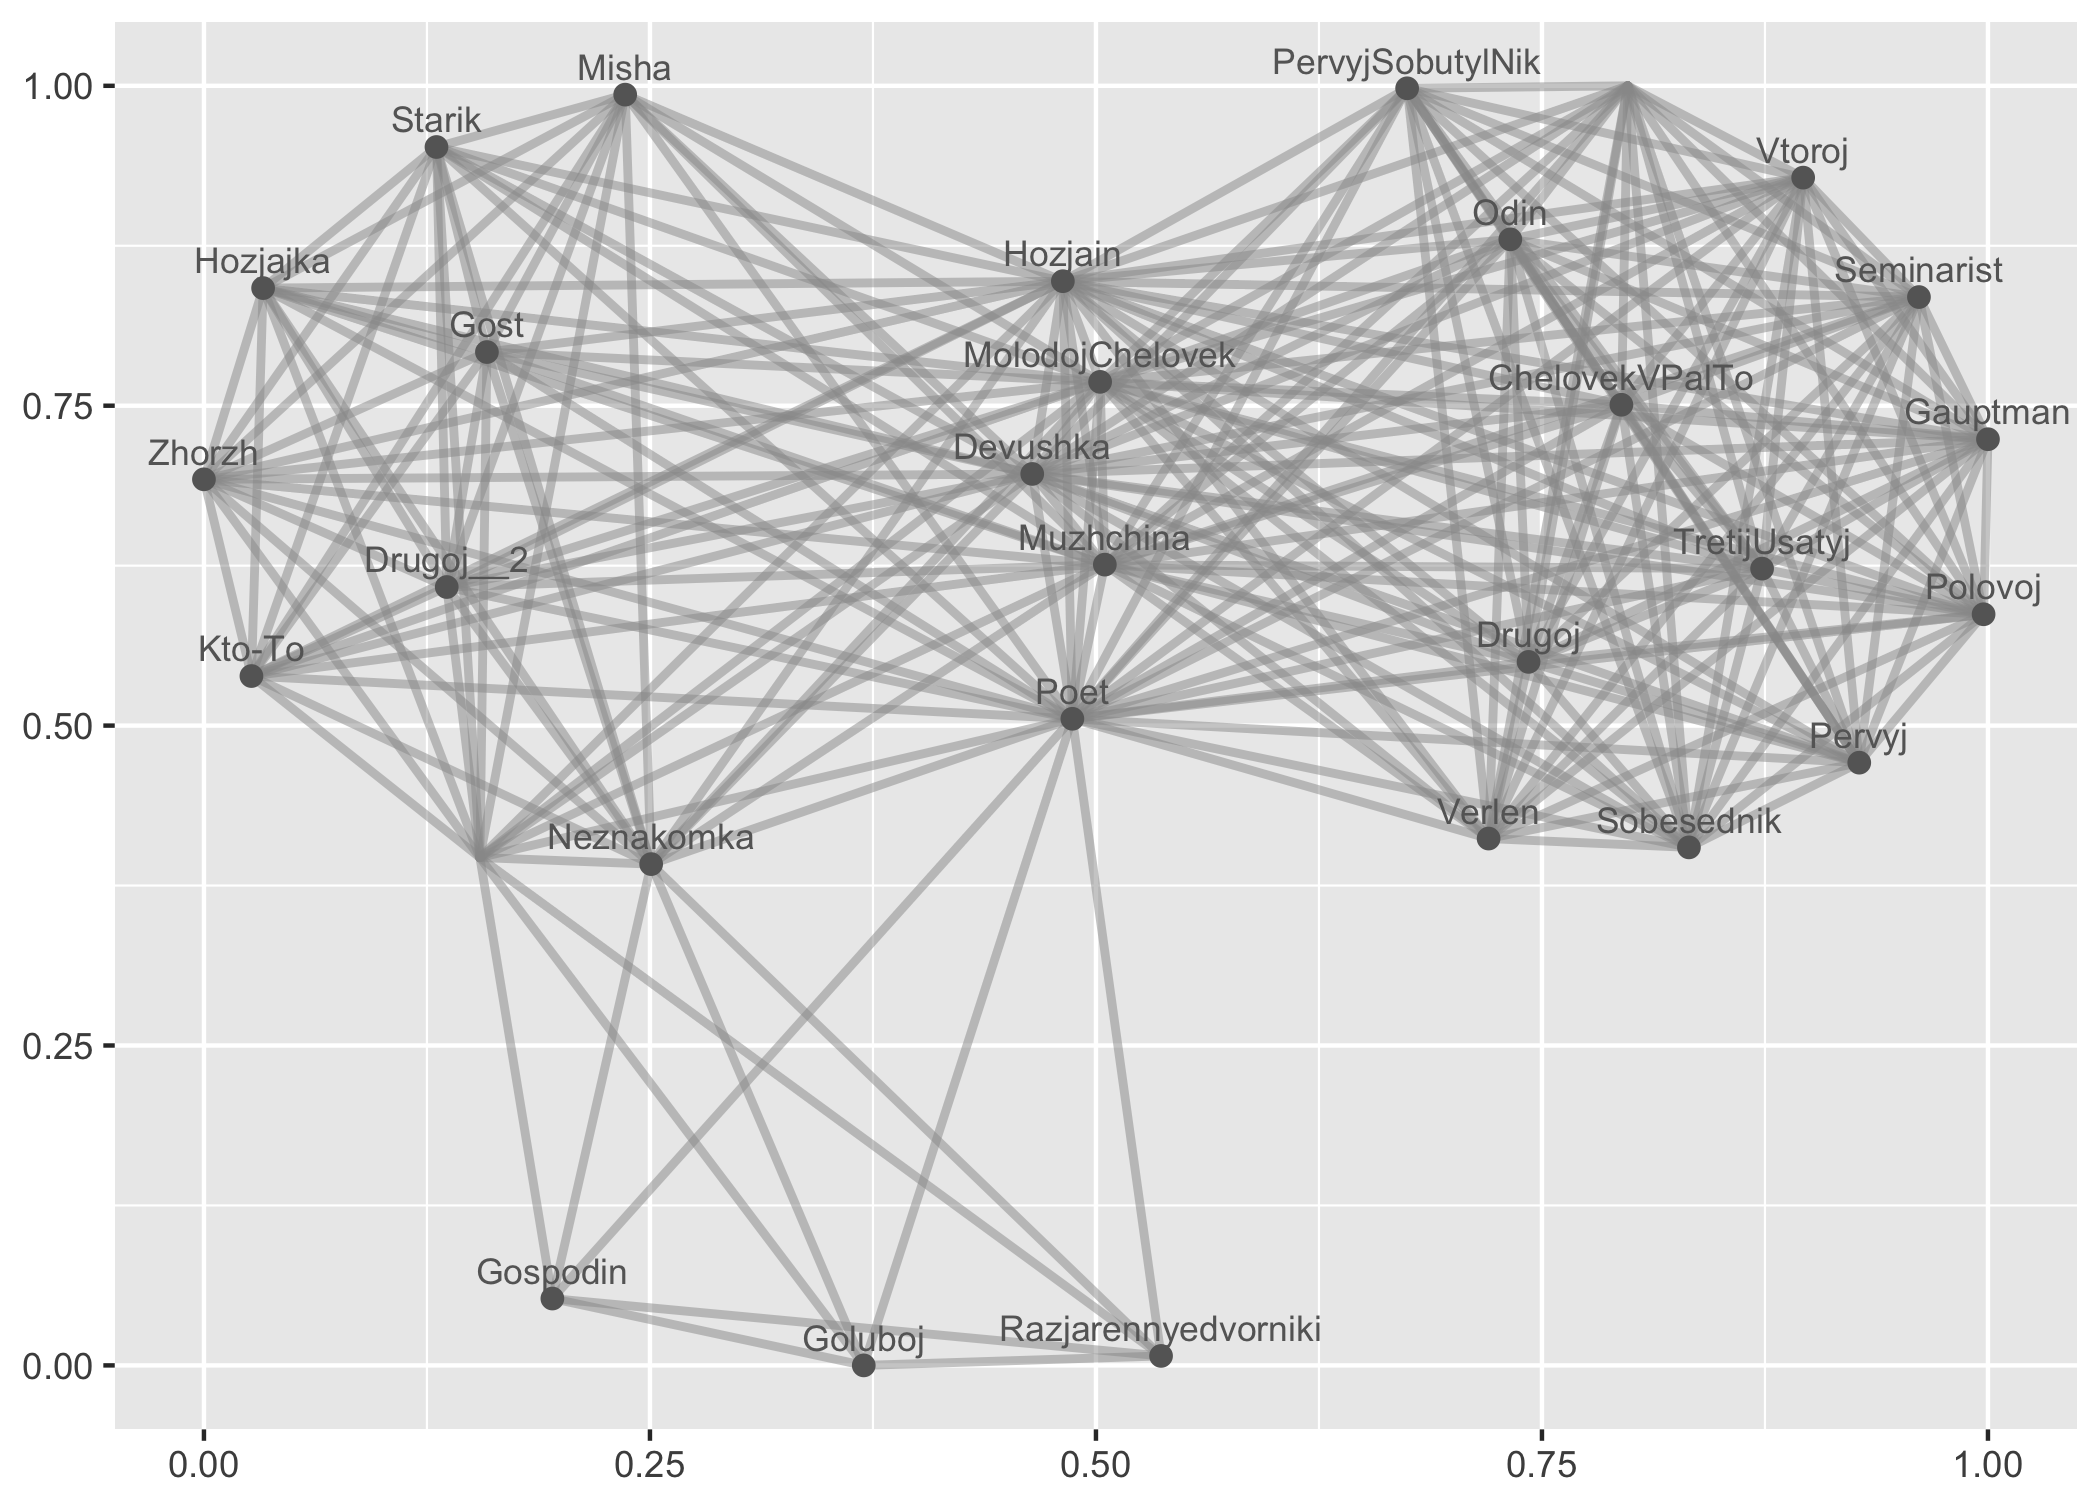 1.00
0.75
0.50
0.25
0.00
Misha
PervyjSobutylNik
Starik
Vtoroj
Odin
Hozjajka
Hozjain
Seminarist
Gost
MolodojChelovek
ChelovekVPalTo
Gauptman
Zhorzh
Devushka
Muzhchina
TretijUsatyj
Drugoj__2
Polovoj
Kto-To
Drugoj
Poet
Pervyj
Verlen
Sobesednik
Neznakomka
Gospodin
Goluboj
Razjarennyedvorniki
0.00 0.25 0.50 0.75 1.00